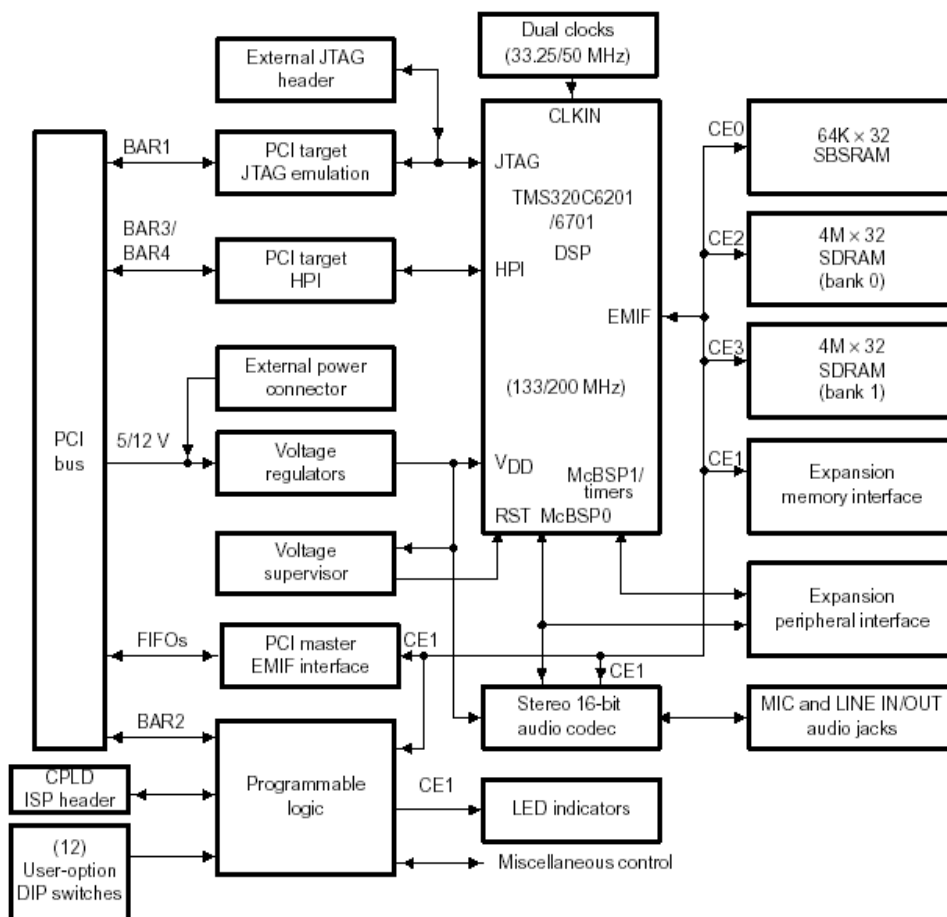 Dual clocks
(33.25/50 MHz)
External JTAG
header
CLKIN
CE0
64K × 32
SBSRAM
BAR1
PCI target
JTAG emulation
JTAG
TMS320C6201
/6701
DSP
BAR3/
BAR4
PCI target
HPI
HPI
CE2
4M × 32
SDRAM
(bank 0)
EMIF
CE3
4M × 32
SDRAM
(bank 1)
External power
connector
(133/200 MHz)
PCI
bus
5/12 V
Voltage
regulators
VDD
McBSP1/
timers
RST McBSP0
CE1
Expansion
memory interface
Voltage
supervisor
Expansion
peripheral interface
FIFOs
PCI master
EMIF interface
CE1
CE1
Stereo 16-bit
audio codec
MIC and LINE IN/OUT
audio jacks
BAR2
Programmable
logic
CPLD
ISP header
CE1
LED indicators
(12)
User-option
DIP switches
Miscellaneous control